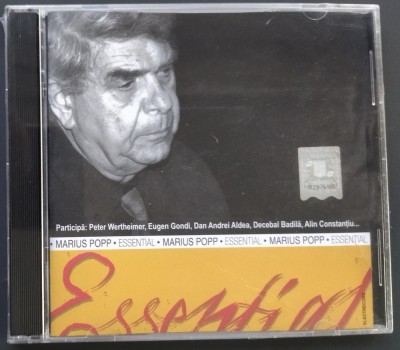 Participă: Peter Wertheimer, Eugen Gondi, Dan Andrei Aldea, Decebal Badilă, Alin Constanțiu...
• MARIUS POPP • ESSENTIAL • MARIUS POPP • ESSENTIAL • MARIUS POPP • ESSENTIAL
Essential